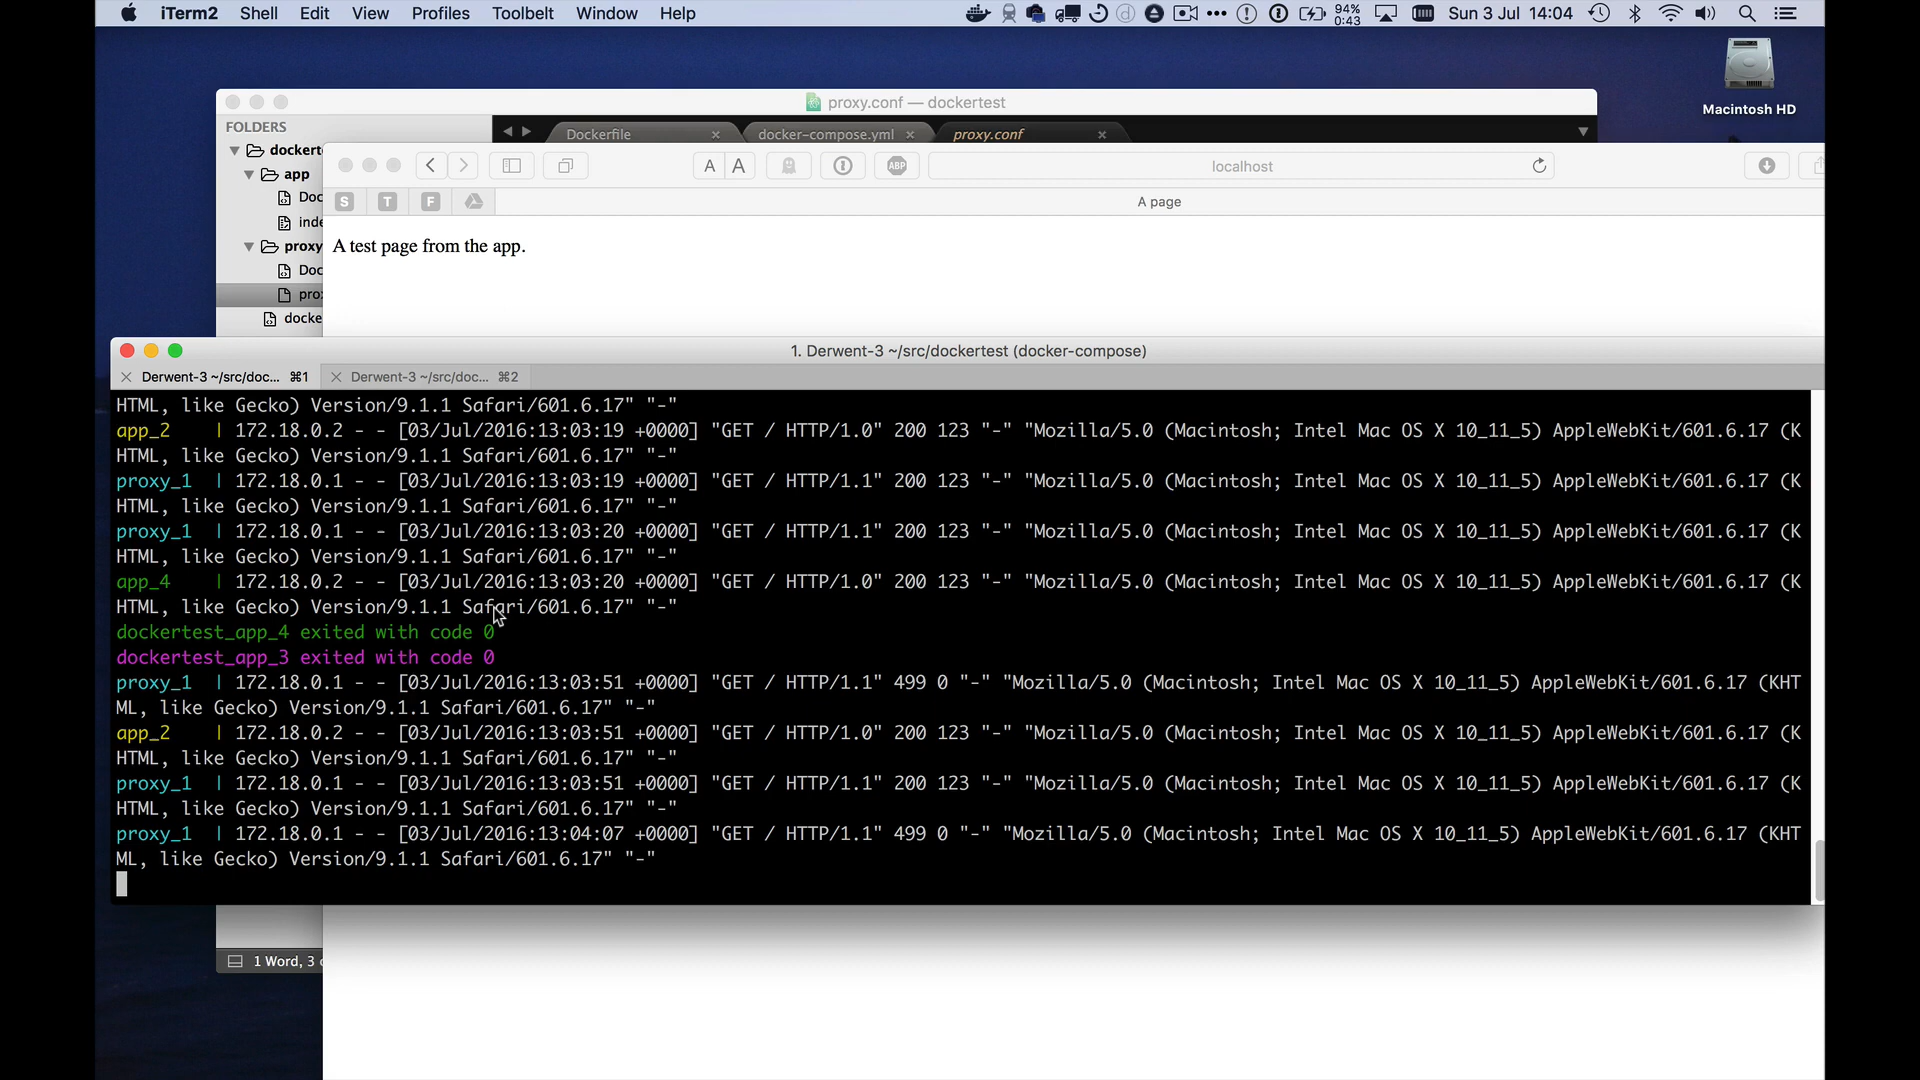 iTerm2 Shell Edit View Profiles Toolbelt Window Help 94% 0:43 Sun 3 Jul 14:04
Macintosh HD
proxy.conf — dockertest
FOLDERS
Dockerfile docker-compose.yml proxy.conf
dockert
app
Doc
inde
proxy
Doc
prox
docke
A A ABP localhost
S T F A page
A test page from the app.
1. Derwent-3 ~/src/dockertest (docker-compose)
Derwent-3 ~/src/doc... ⌘1 Derwent-3 ~/src/doc... ⌘2
HTML, like Gecko) Version/9.1.1 Safari/601.6.17" "-"
app_2 | 172.18.0.2 - - [03/Jul/2016:13:03:19 +0000] "GET / HTTP/1.0" 200 123 "-" "Mozilla/5.0 (Macintosh; Intel Mac OS X 10_11_5) AppleWebKit/601.6.17 (K
HTML, like Gecko) Version/9.1.1 Safari/601.6.17" "-"
proxy_1 | 172.18.0.1 - - [03/Jul/2016:13:03:19 +0000] "GET / HTTP/1.1" 200 123 "-" "Mozilla/5.0 (Macintosh; Intel Mac OS X 10_11_5) AppleWebKit/601.6.17 (K
HTML, like Gecko) Version/9.1.1 Safari/601.6.17" "-"
proxy_1 | 172.18.0.1 - - [03/Jul/2016:13:03:20 +0000] "GET / HTTP/1.1" 200 123 "-" "Mozilla/5.0 (Macintosh; Intel Mac OS X 10_11_5) AppleWebKit/601.6.17 (K
HTML, like Gecko) Version/9.1.1 Safari/601.6.17" "-"
app_4 | 172.18.0.2 - - [03/Jul/2016:13:03:20 +0000] "GET / HTTP/1.0" 200 123 "-" "Mozilla/5.0 (Macintosh; Intel Mac OS X 10_11_5) AppleWebKit/601.6.17 (K
HTML, like Gecko) Version/9.1.1 Safari/601.6.17" "-"
dockertest_app_4 exited with code 0
dockertest_app_3 exited with code 0
proxy_1 | 172.18.0.1 - - [03/Jul/2016:13:03:51 +0000] "GET / HTTP/1.1" 499 0 "-" "Mozilla/5.0 (Macintosh; Intel Mac OS X 10_11_5) AppleWebKit/601.6.17 (KHT
ML, like Gecko) Version/9.1.1 Safari/601.6.17" "-"
app_2 | 172.18.0.2 - - [03/Jul/2016:13:03:51 +0000] "GET / HTTP/1.0" 200 123 "-" "Mozilla/5.0 (Macintosh; Intel Mac OS X 10_11_5) AppleWebKit/601.6.17 (K
HTML, like Gecko) Version/9.1.1 Safari/601.6.17" "-"
proxy_1 | 172.18.0.1 - - [03/Jul/2016:13:03:51 +0000] "GET / HTTP/1.1" 200 123 "-" "Mozilla/5.0 (Macintosh; Intel Mac OS X 10_11_5) AppleWebKit/601.6.17 (K
HTML, like Gecko) Version/9.1.1 Safari/601.6.17" "-"
proxy_1 | 172.18.0.1 - - [03/Jul/2016:13:04:07 +0000] "GET / HTTP/1.1" 499 0 "-" "Mozilla/5.0 (Macintosh; Intel Mac OS X 10_11_5) AppleWebKit/601.6.17 (KHT
ML, like Gecko) Version/9.1.1 Safari/601.6.17" "-"
1 Word, 3 c